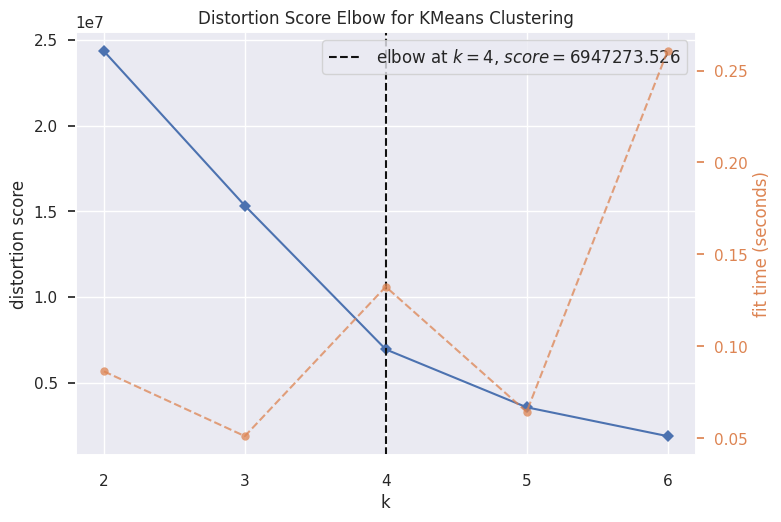 Distortion Score Elbow for KMeans Clustering
1e7
elbow at k = 4, score = 6947273.526
2.5
2.0
1.5
1.0
0.5
distortion score
0.25
0.20
0.15
0.10
0.05
fit time (seconds)
2 3 4 5 6
k